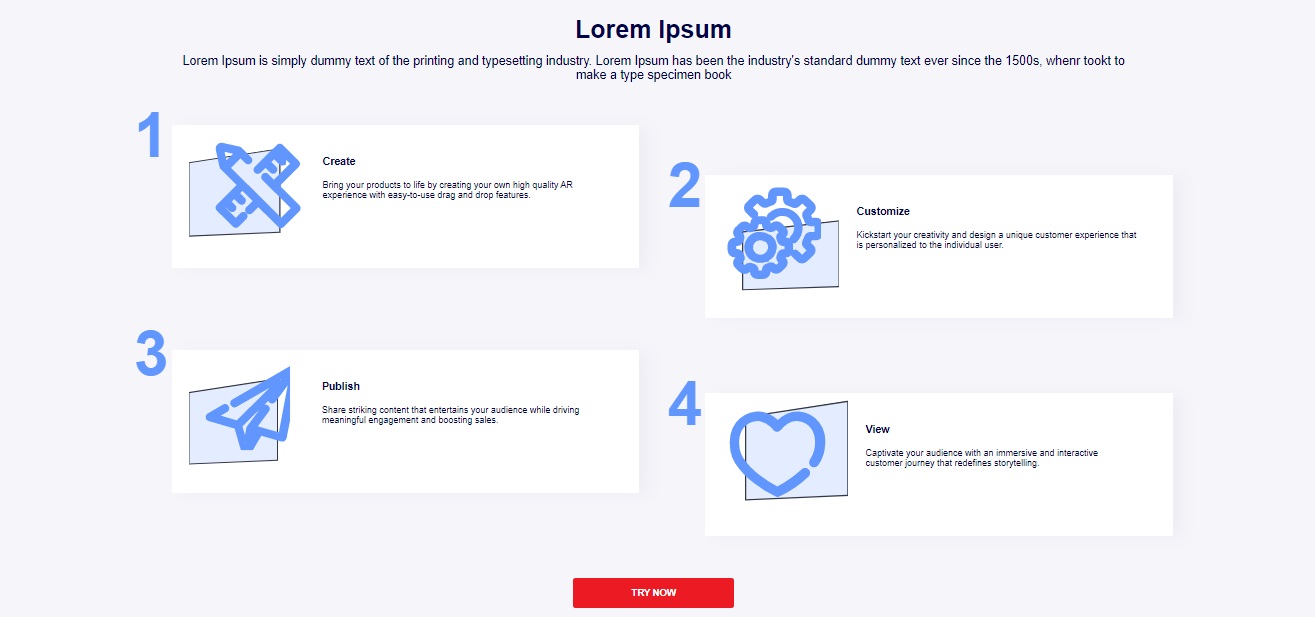 Lorem Ipsum
Lorem Ipsum is simply dummy text of the printing and typesetting industry. Lorem Ipsum has been the industry's standard dummy text ever since the 1500s, whenr tookt to
make a type specimen book
1
Create
Bring your products to life by creating your own high quality AR
experience with easy-to-use drag and drop features.
2
Customize
Kickstart your creativity and design a unique customer experience that
is personalized to the individual user.
3
Publish
Share striking content that entertains your audience while driving
meaningful engagement and boosting sales.
4
View
Captivate your audience with an immersive and interactive
customer journey that redefines storytelling.
TRY NOW